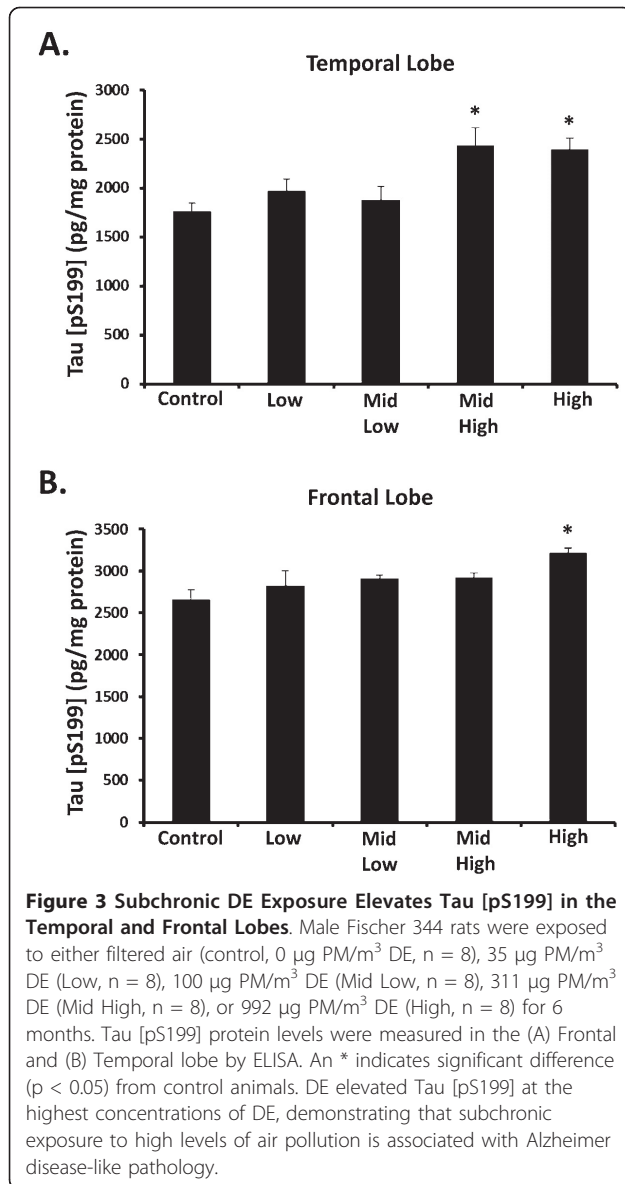 A.
Temporal Lobe
Tau [pS199] (pg/mg protein)
3000
2500
2000
1500
1000
500
0
*
*
Control
Low
Mid
Low
Mid
High
High
B.
Frontal Lobe
Tau [pS199] (pg/mg protein)
3500
3000
2500
2000
1500
1000
500
0
*
Control
Low
Mid
Low
Mid
High
High
Figure 3 Subchronic DE Exposure Elevates Tau [pS199] in the
Temporal and Frontal Lobes. Male Fischer 344 rats were exposed
to either filtered air (control, 0 μg PM/m³ DE, n = 8), 35 μg PM/m³
DE (Low, n = 8), 100 μg PM/m³ DE (Mid Low, n = 8), 311 μg PM/m³
DE (Mid High, n = 8), or 992 μg PM/m³ DE (High, n = 8) for 6
months. Tau [pS199] protein levels were measured in the (A) Frontal
and (B) Temporal lobe by ELISA. An * indicates significant difference
(p < 0.05) from control animals. DE elevated Tau [pS199] at the
highest concentrations of DE, demonstrating that subchronic
exposure to high levels of air pollution is associated with Alzheimer
disease-like pathology.